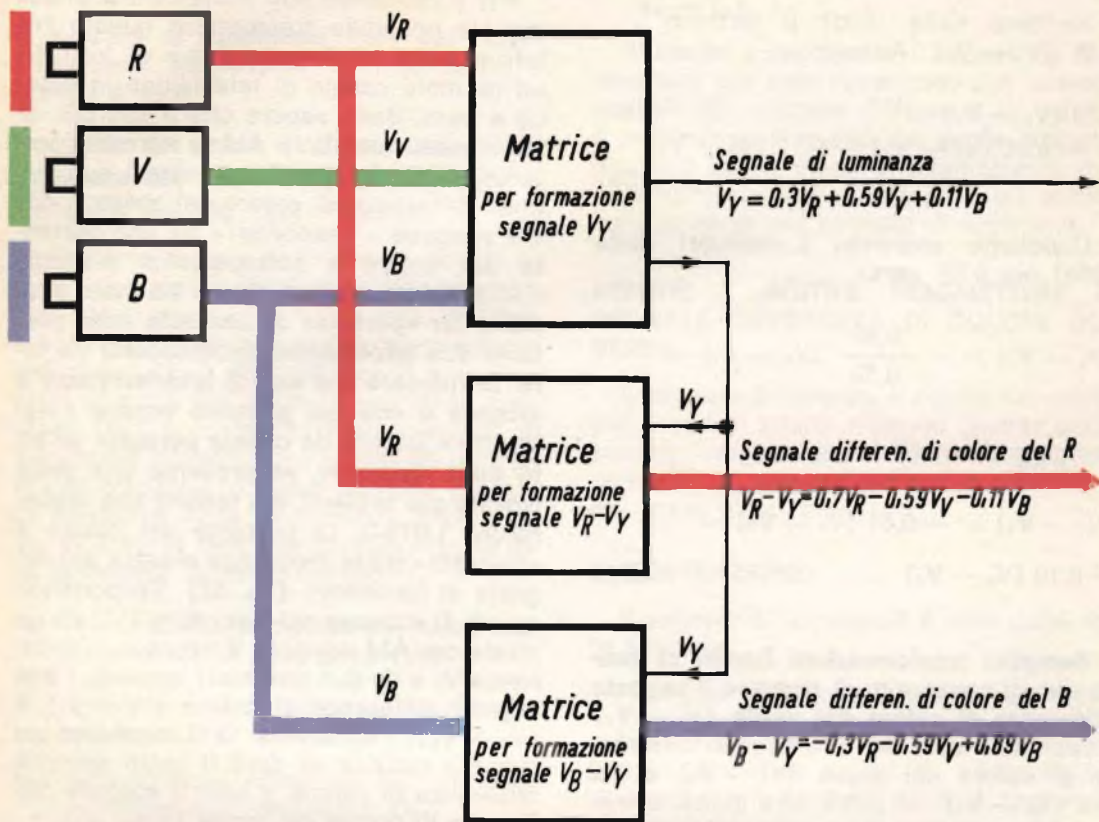 V_R
R
V_V
V
V_B
B
Matrice
per formazione
segnale V_Y
Segnale di luminanza
V_Y = 0,3V_R + 0,59V_V + 0,11V_B
V_R
V_Y
Matrice
per formazione
segnale V_R – V_Y
Segnale differen. di colore del R
V_R – V_Y = 0,7V_R – 0,59V_V – 0,11V_B
V_B
V_Y
Matrice
per formazione
segnale V_B – V_Y
Segnale differen. di colore del B
V_B – V_Y = –0,3V_R – 0,59V_V + 0,89V_B